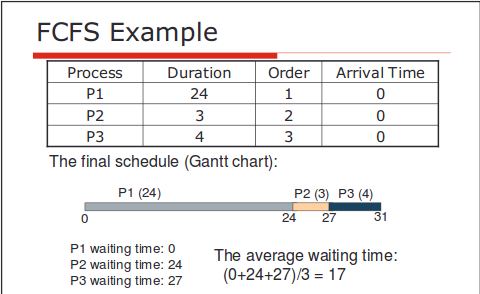 FCFS Example
Process Duration Order Arrival Time
P1 24 1 0
P2 3 2 0
P3 4 3 0
The final schedule (Gantt chart):
P1 (24) P2 (3) P3 (4)
0 24 27 31
P1 waiting time: 0
P2 waiting time: 24
P3 waiting time: 27
The average waiting time:
(0+24+27)/3 = 17